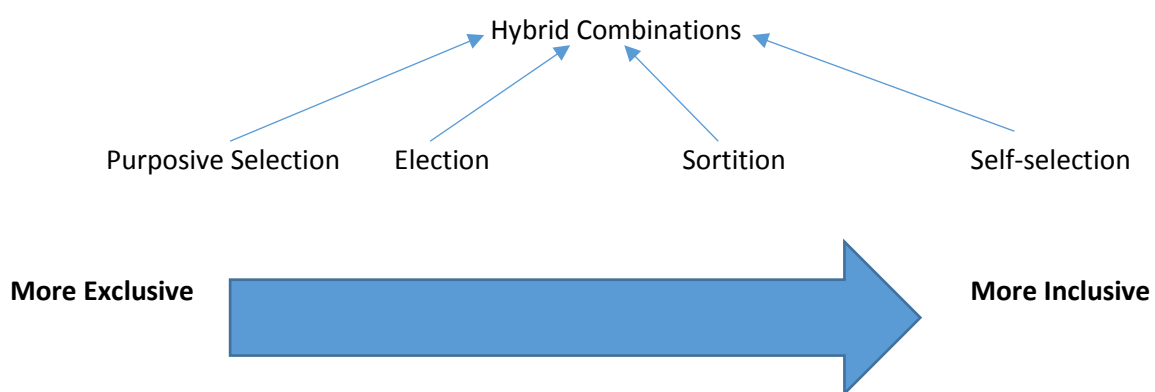 Hybrid Combinations
Purposive Selection Election Sortition Self-selection
More Exclusive More Inclusive